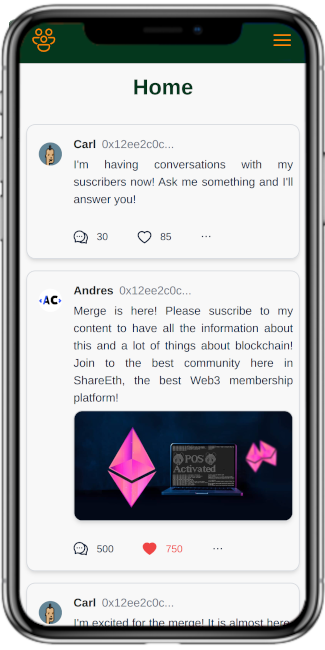 Home
Carl 0x12ee2c0c...
I'm having conversations with my
suscribers now! Ask me something and I'll
answer you!
30 85 ...
AC
Andres 0x12ee2c0c...
Merge is here! Please suscribe to my
content to have all the information about
this and a lot of things about blockchain!
Join to the best community here in
ShareEth, the best Web3 membership
platform!
POS
Activated
500 750 ...
Carl 0x12ee2c0c...
I'm excited for the merge! It is almost here